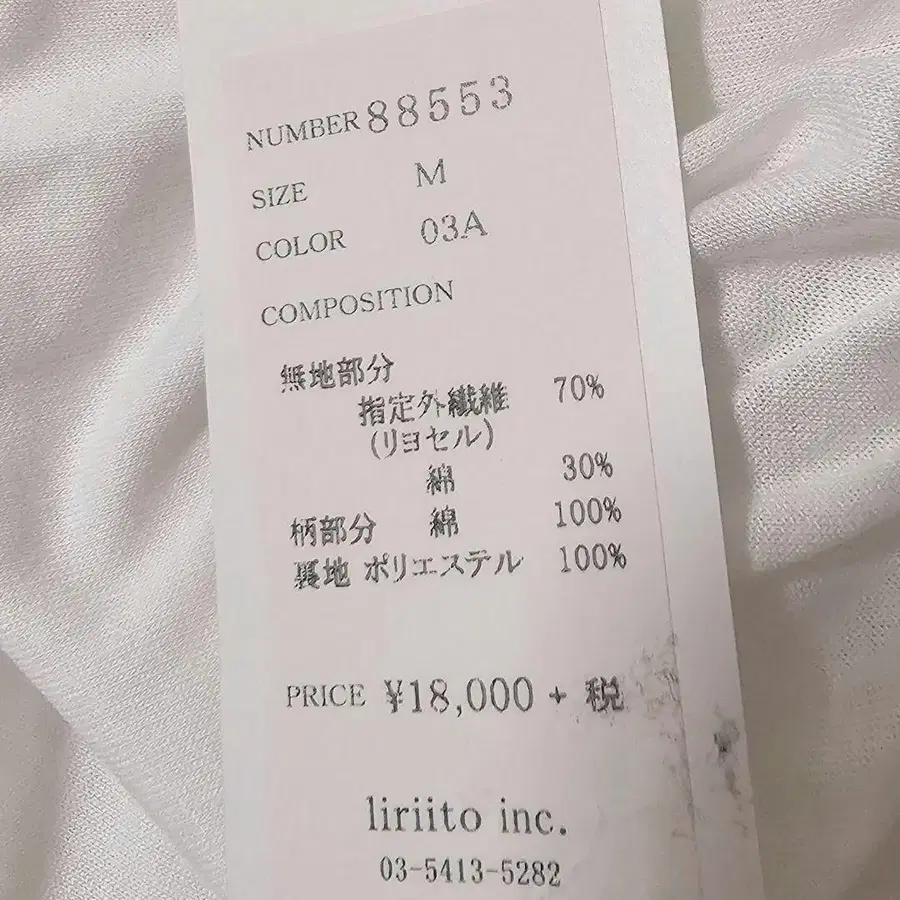 NUMBER 88553
SIZE M
COLOR 03A
COMPOSITION
無地部分
指定外繊維 70%
(リヨセル)
綿 30%
柄部分 綿 100%
裏地 ポリエステル 100%
PRICE ¥18,000 + 税
liriito inc.
03-5413-5282